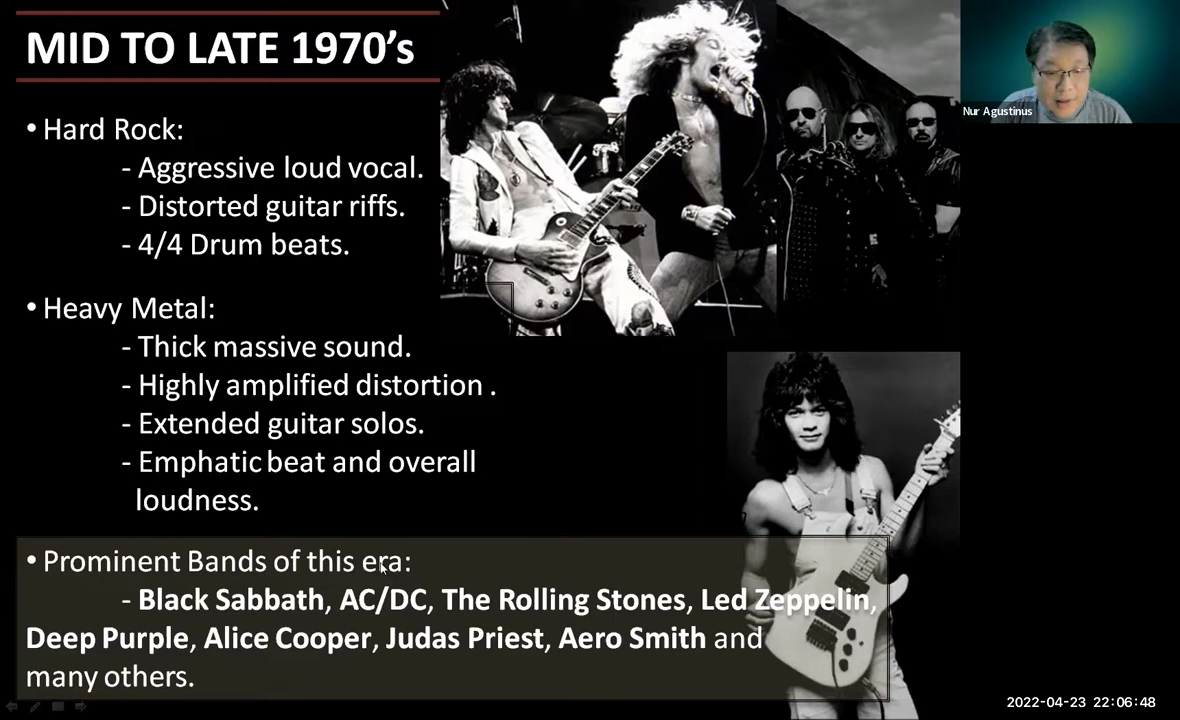 MID TO LATE 1970’s
• Hard Rock:
- Aggressive loud vocal.
- Distorted guitar riffs.
- 4/4 Drum beats.
• Heavy Metal:
- Thick massive sound.
- Highly amplified distortion .
- Extended guitar solos.
- Emphatic beat and overall
loudness.
• Prominent Bands of this era:
- Black Sabbath, AC/DC, The Rolling Stones, Led Zeppelin,
Deep Purple, Alice Cooper, Judas Priest, Aero Smith and
many others.
Nur Agustinus
2022-04-23 22:06:48